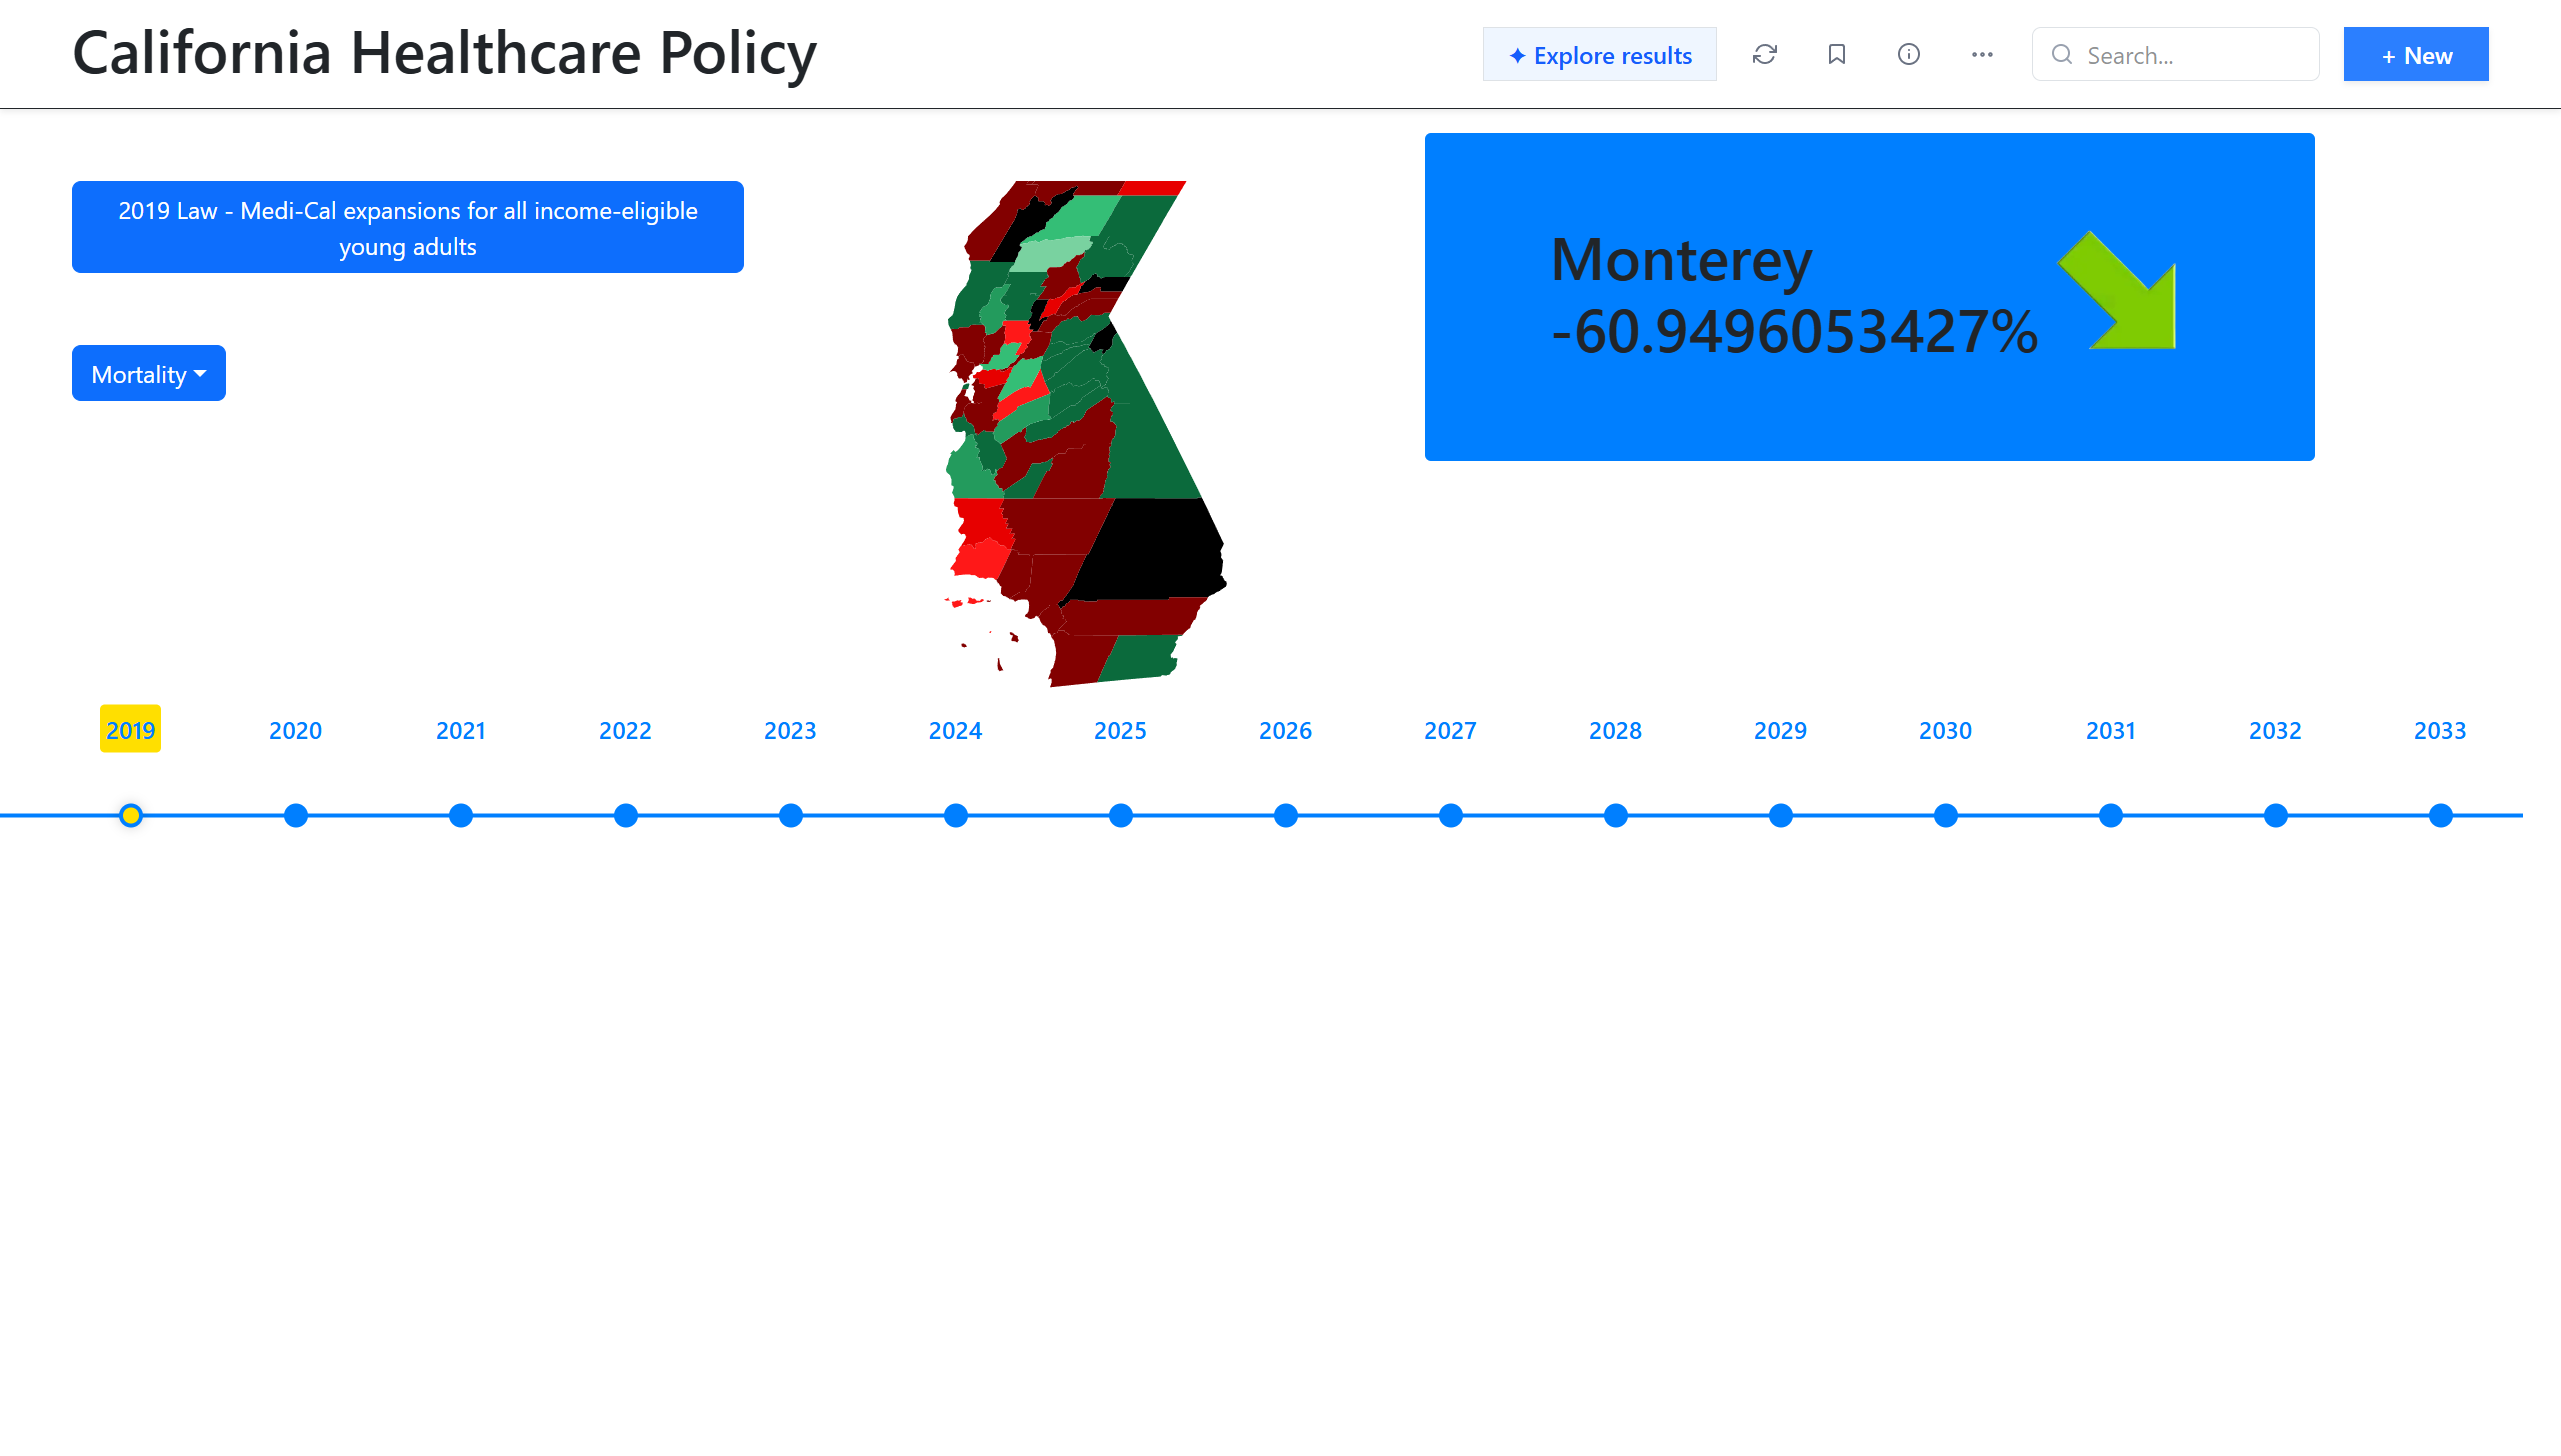 California Healthcare Policy
✦ Explore results
Search...
+ New
2019 Law - Medi-Cal expansions for all income-eligible
young adults
Mortality
Monterey
-60.9496053427%
2019 2020 2021 2022 2023 2024 2025 2026 2027 2028 2029 2030 2031 2032 2033